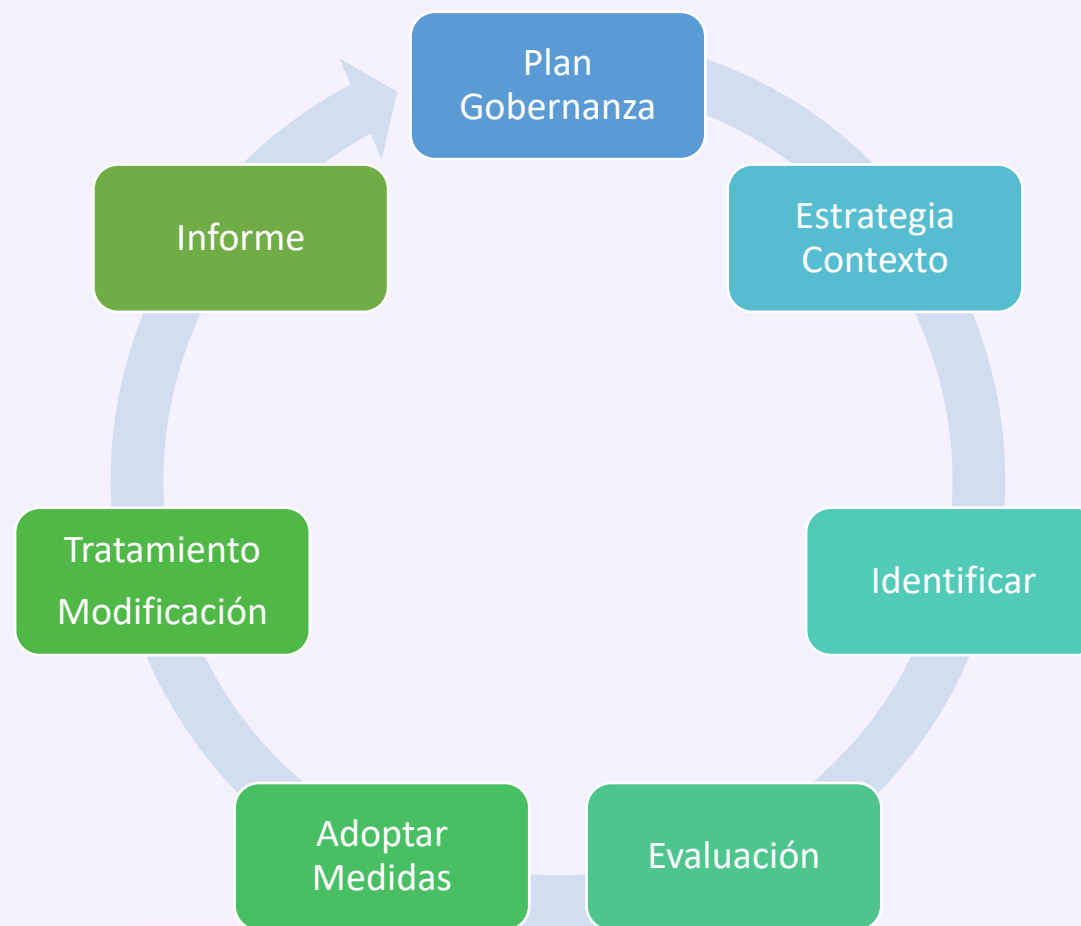 Plan
Gobernanza
Estrategia
Contexto
Identificar
Evaluación
Adoptar
Medidas
Tratamiento
Modificación
Informe